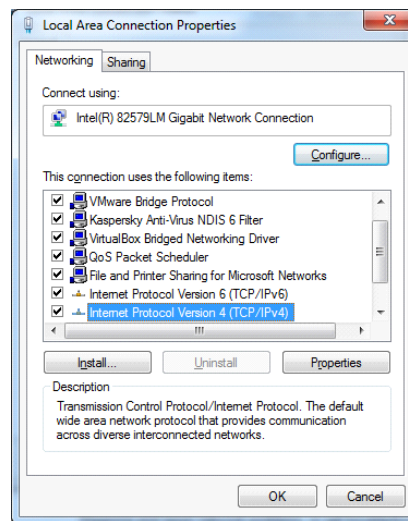 Local Area Connection Properties
Networking
Sharing
Connect using:
Intel(R) 82579LM Gigabit Network Connection
Configure...
This connection uses the following items:
VMware Bridge Protocol
Kaspersky Anti-Virus NDIS 6 Filter
VirtualBox Bridged Networking Driver
QoS Packet Scheduler
File and Printer Sharing for Microsoft Networks
Internet Protocol Version 6 (TCP/IPv6)
Internet Protocol Version 4 (TCP/IPv4)
Install...
Uninstall
Properties
Description
Transmission Control Protocol/Internet Protocol. The default
wide area network protocol that provides communication
across diverse interconnected networks.
OK
Cancel